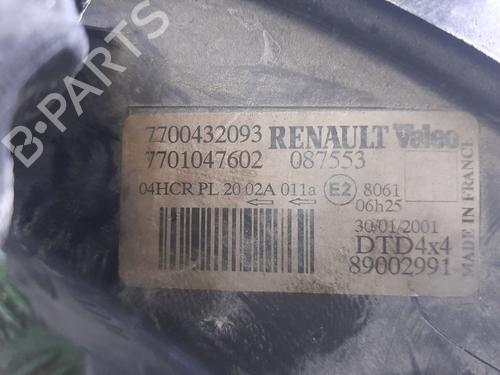 B-PARTS
7700432093 RENAULT Valeo
7701047602 087553
04HCR PL 20 02A 011a E2 8061
06h25
30/01/2001
DTD4x4
89002991
MADE IN FRANCE